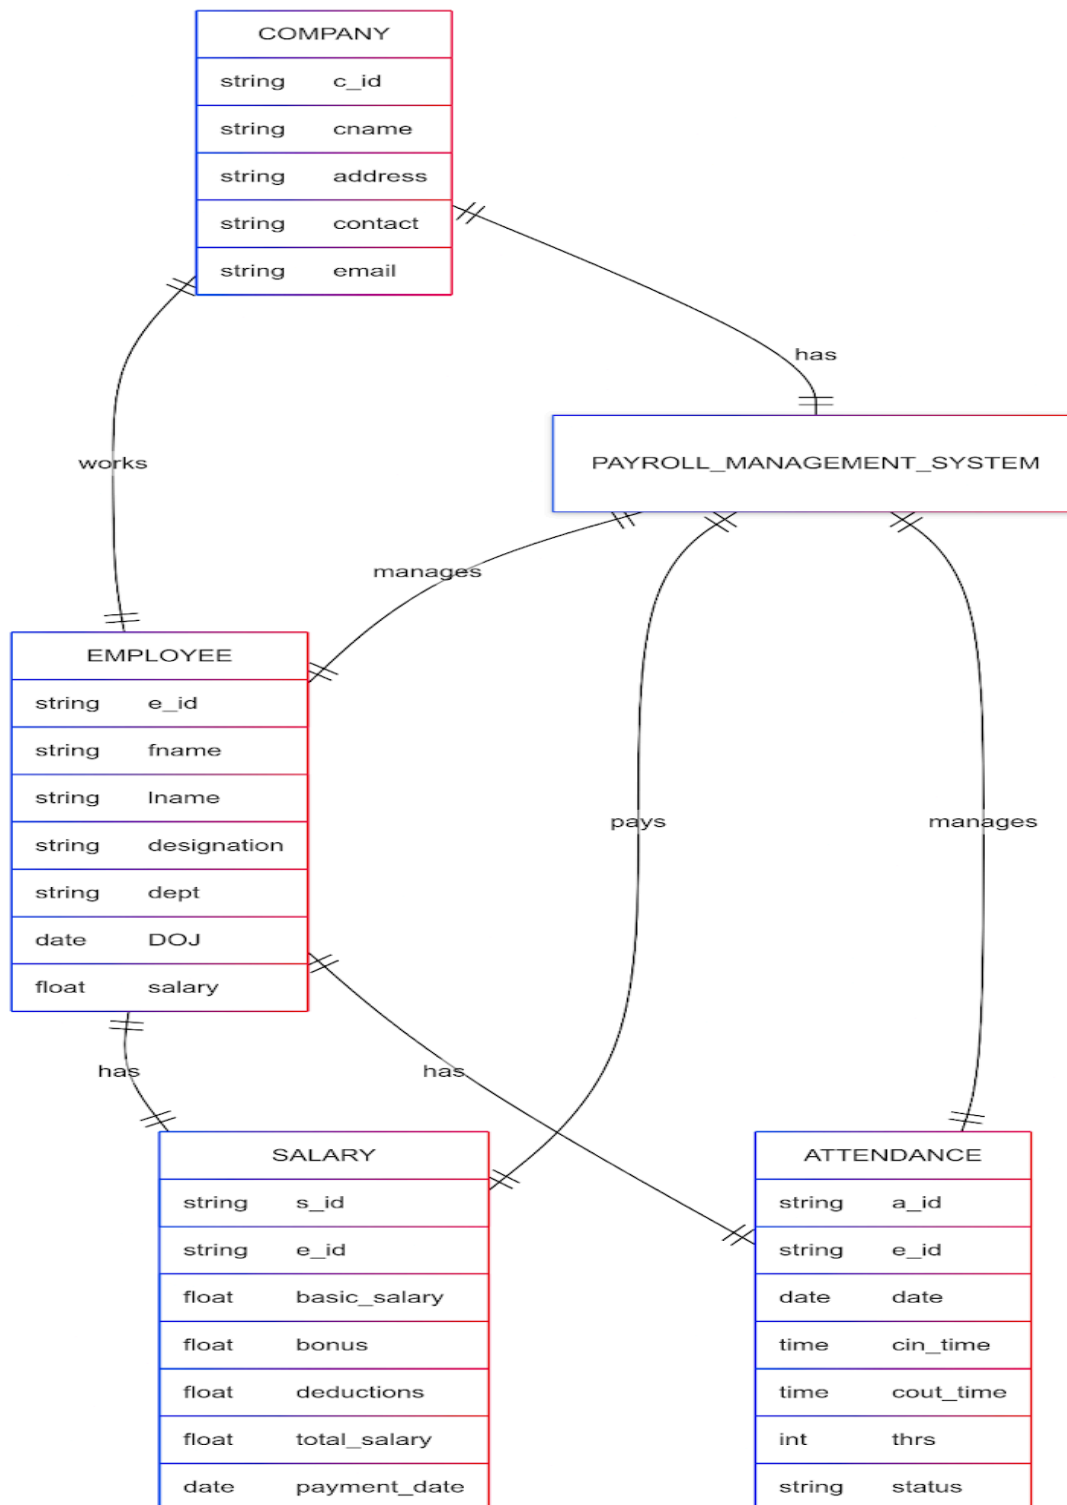 COMPANY
string c_id
string cname
string address
string contact
string email
has
works
PAYROLL_MANAGEMENT_SYSTEM
manages
EMPLOYEE
string e_id
string fname
string lname
string designation
string dept
date DOJ
float salary
pays
manages
has
has
SALARY
string s_id
string e_id
float basic_salary
float bonus
float deductions
float total_salary
date payment_date
ATTENDANCE
string a_id
string e_id
date date
time cin_time
time cout_time
int thrs
string status